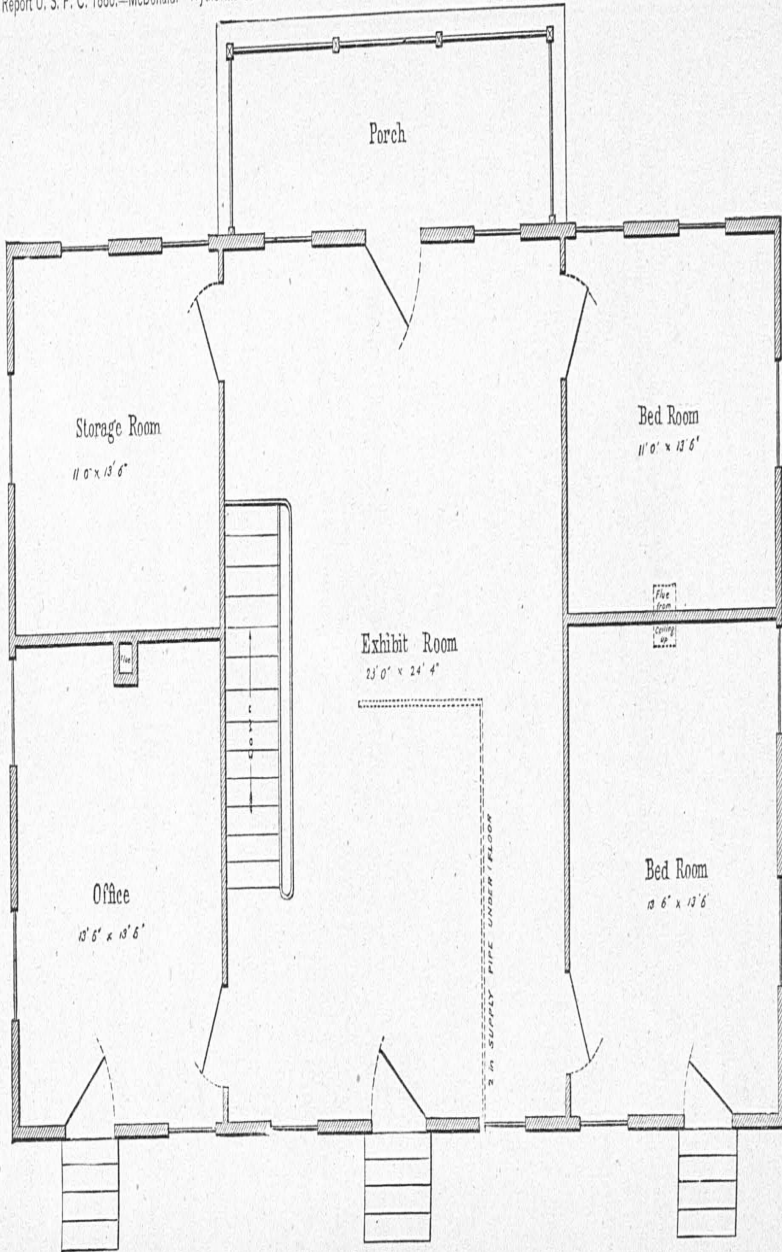 Report U. S. F. C.
Porch
Storage Room
11' 0" x 13' 6"
Bed Room
11' 0" x 13' 6"
Flue
from
Ceiling
up
Flue
Exhibit Room
23' 0" x 24' 4"
Office
13' 6" x 13' 6"
2 in SUPPLY PIPE UNDER FLOOR
Bed Room
13 6" x 13' 6